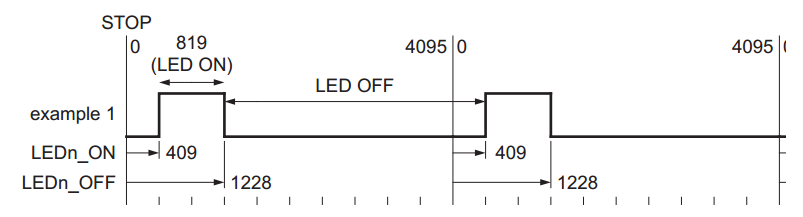 STOP
0 819 4095 0 4095
(LED ON)
LED OFF
example 1
LEDn_ON 409 409
LEDn_OFF 1228 1228